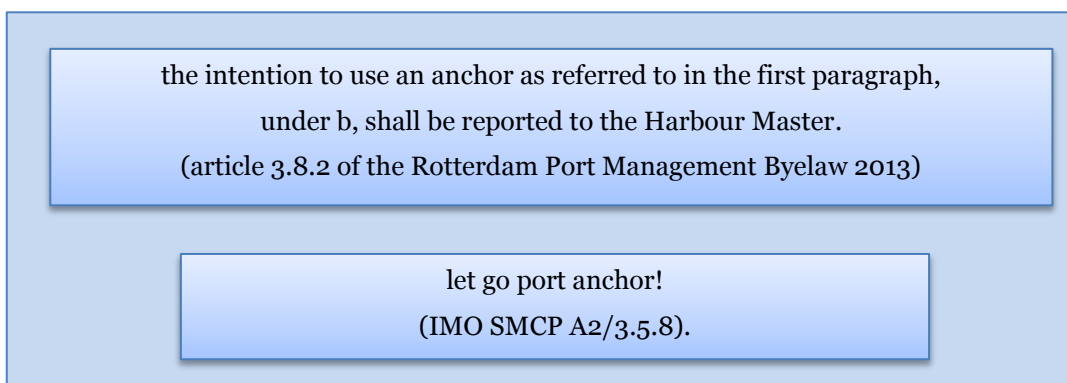 the intention to use an anchor as referred to in the first paragraph,
under b, shall be reported to the Harbour Master.
(article 3.8.2 of the Rotterdam Port Management Byelaw 2013)
let go port anchor!
(IMO SMCP A2/3.5.8).